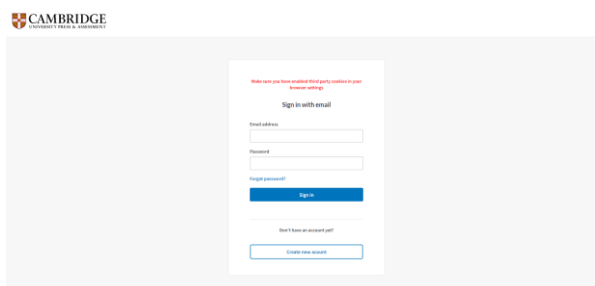 CAMBRIDGE
UNIVERSITY PRESS & ASSESSMENT
Make sure you have enabled third party cookies in your
browser settings
Sign in with email
Email address
Password
Forgot password?
Sign in
Don't have an account yet?
Create new account